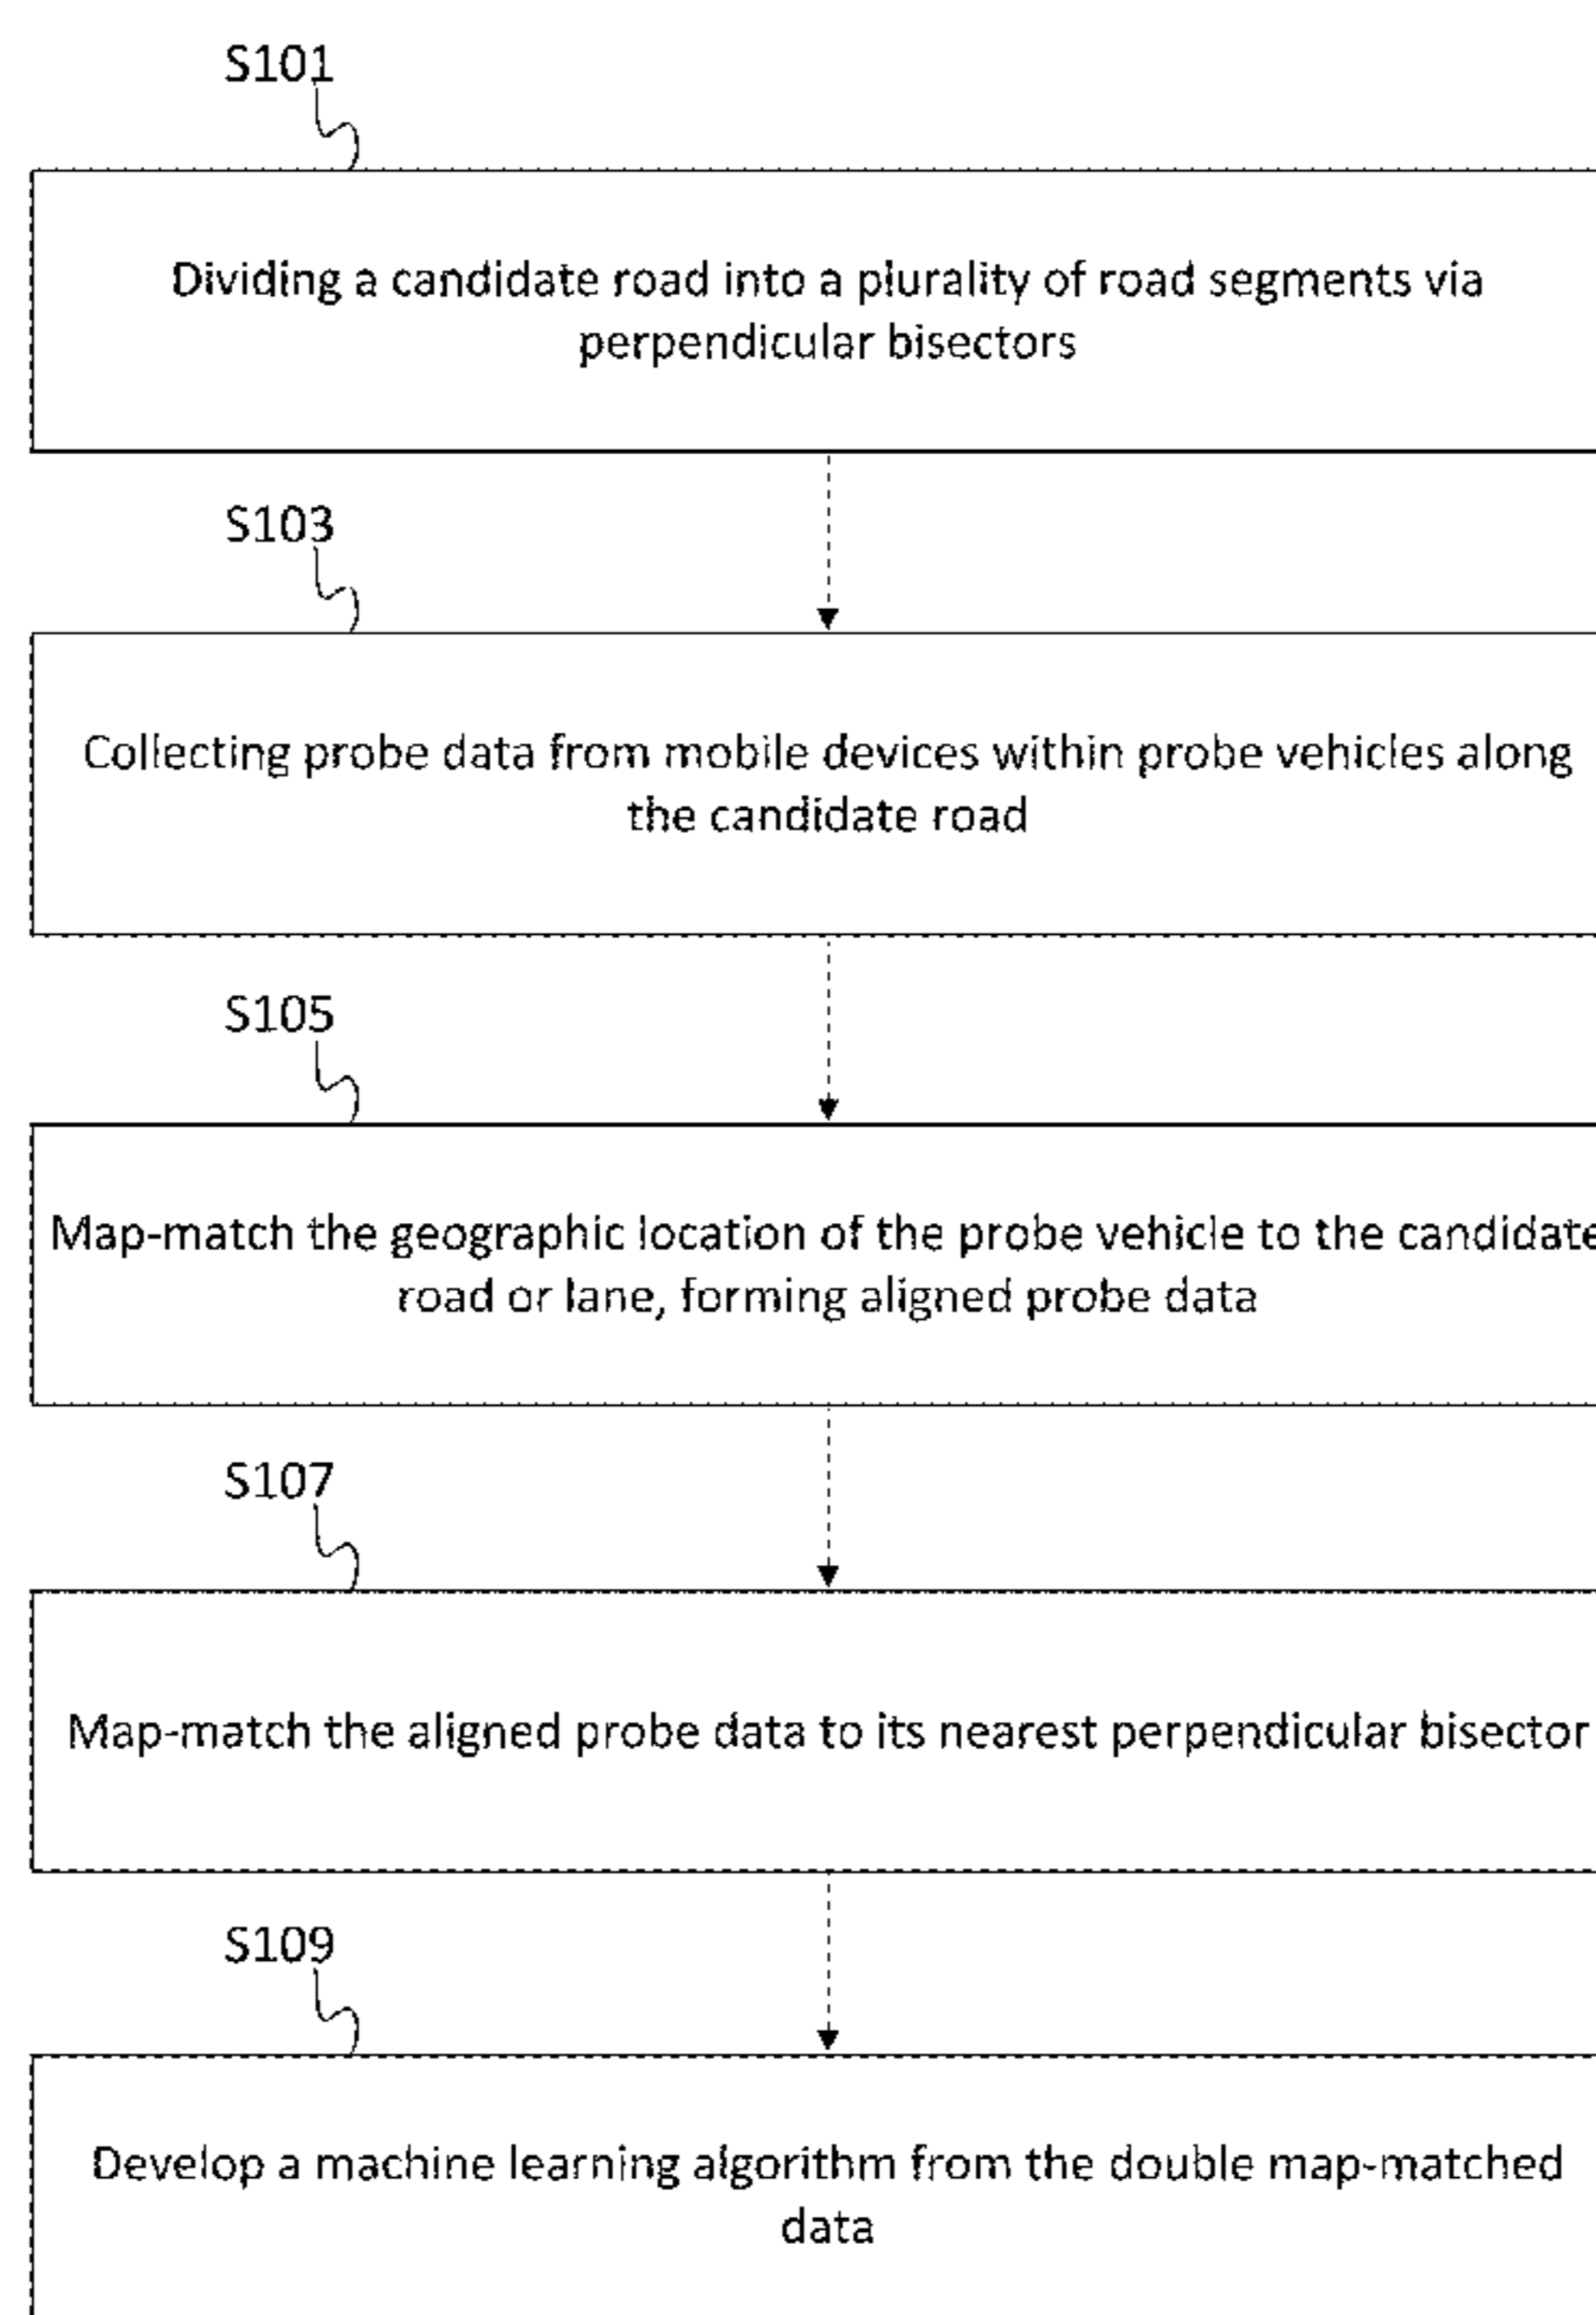 S101
Dividing a candidate road into a plurality of road segments via
perpendicular bisectors
S103
Collecting probe data from mobile devices within probe vehicles along
the candidate road
S105
Map-match the geographic location of the probe vehicle to the candidate
road or lane, forming aligned probe data
S107
Map-match the aligned probe data to its nearest perpendicular bisector
S109
Develop a machine learning algorithm from the double map-matched
data